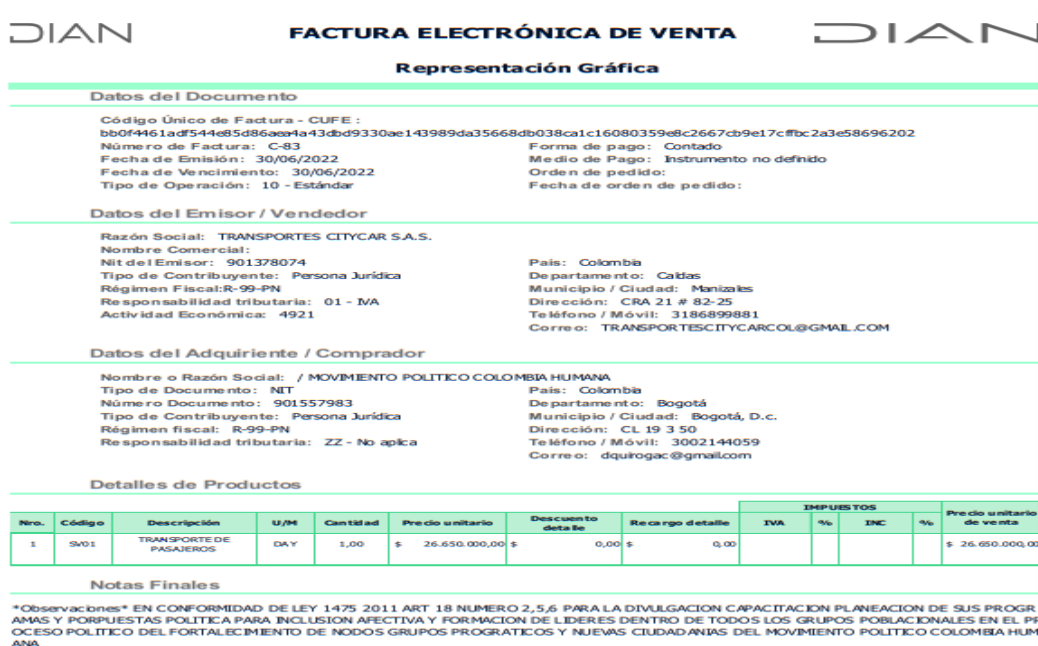 DIAN
FACTURA ELECTRÓNICA DE VENTA
DIAN
Representación Gráfica
Datos del Documento
Código Único de Factura - CUFE :
bb0f4461adf544e85d86aea4a43dbd9330ae143989da35668db038ca1c16080359e8c2667cb9e17cffbc2a3e58696202
Número de Factura: C-83
Forma de pago: Contado
Fecha de Emisión: 30/06/2022
Medio de Pago: Instrumento no definido
Fecha de Vencimiento: 30/06/2022
Orden de pedido:
Tipo de Operación: 10 - Estándar
Fecha de orden de pedido:
Datos del Emisor / Vendedor
Razón Social: TRANSPORTES CITYCAR S.A.S.
Nombre Comercial:
Nit del Emisor: 901378074
País: Colombia
Tipo de Contribuyente: Persona Jurídica
Departamento: Caldas
Régimen Fiscal:R-99-PN
Municipio / Ciudad: Manizales
Responsabilidad tributaria: 01 - IVA
Dirección: CRA 21 # 82-25
Actividad Económica: 4921
Teléfono / Móvil: 3186899881
Correo: TRANSPORTESCITYCARCOL@GMAIL.COM
Datos del Adquiriente / Comprador
Nombre o Razón Social: / MOVIMIENTO POLITICO COLOMBIA HUMANA
Tipo de Documento: NIT
País: Colombia
Número Documento: 901557983
Departamento: Bogotá
Tipo de Contribuyente: Persona Jurídica
Municipio / Ciudad: Bogotá, D.c.
Régimen fiscal: R-99-PN
Dirección: CL 19 3 50
Responsabilidad tributaria: ZZ - No aplica
Teléfono / Móvil: 3002144059
Correo: dquirogac@gmail.com
Detalles de Productos
IMPUESTOS
Nro. Código Descripción U/M Cantidad Precio unitario Descuento detalle Recargo detalle IVA % INC % Precio unitario de venta
1 SV01 TRANSPORTE DE PASAJEROS DAY 1,00 $ 26.650.000,00 $ 0,00 $ 0,00 $ 26.650.000,00
Notas Finales
*Observaciones* EN CONFORMIDAD DE LEY 1475 2011 ART 18 NUMERO 2,5,6 PARA LA DIVULGACION CAPACITACION PLANEACION DE SUS PROGR
AMAS Y PORPUESTAS POLITICA PARA INCLUSION AFECTIVA Y FORMACION DE LIDERES DENTRO DE TODOS LOS GRUPOS POBLACIONALES EN EL PR
OCESO POLITICO DEL FORTALECIMIENTO DE NODOS GRUPOS PROGRATICOS Y NUEVAS CIUDADANIAS DEL MOVIMIENTO POLITICO COLOMBIA HUM
ANA